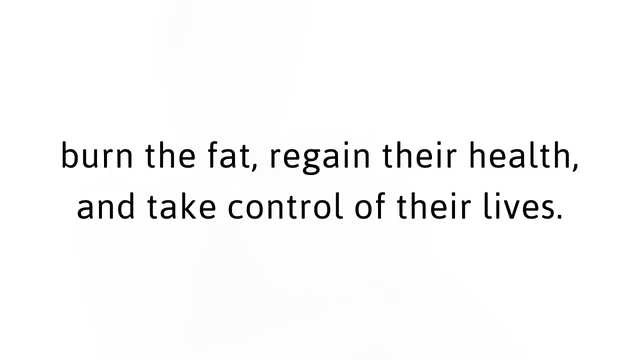 burn the fat, regain their health,
and take control of their lives.